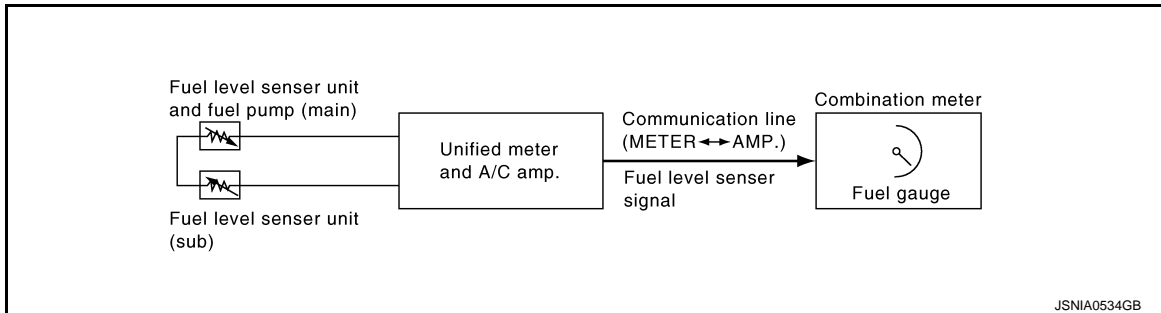 Fuel level senser unit
and fuel pump (main)
Fuel level senser unit
(sub)
Unified meter
and A/C amp.
Communication line
(METER↔AMP.)
Fuel level senser
signal
Combination meter
Fuel gauge
JSNIA0534GB